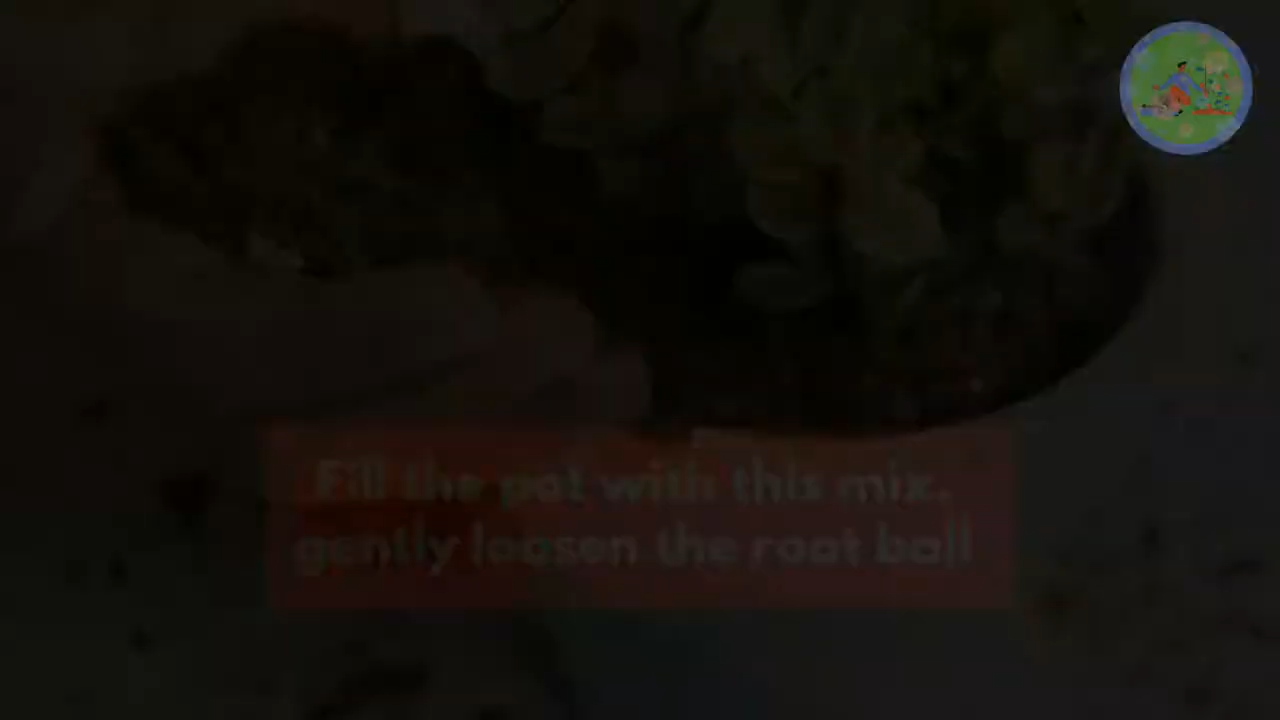 Fill the pot with this mix,
gently loosen the root ball